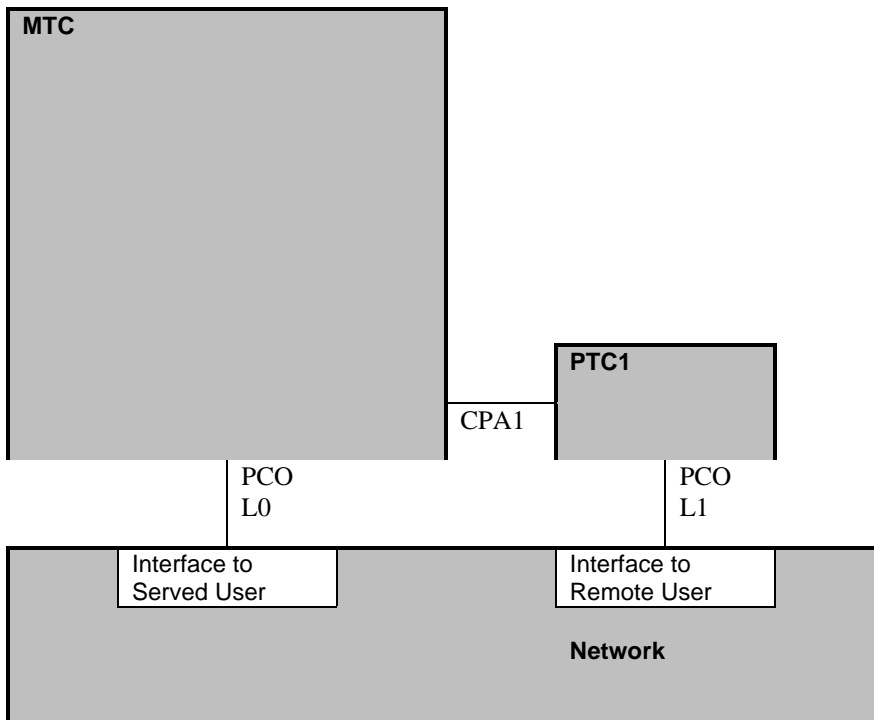 MTC
PTC1
CPA1
PCO
L0
PCO
L1
Interface to
Served User
Interface to
Remote User
Network